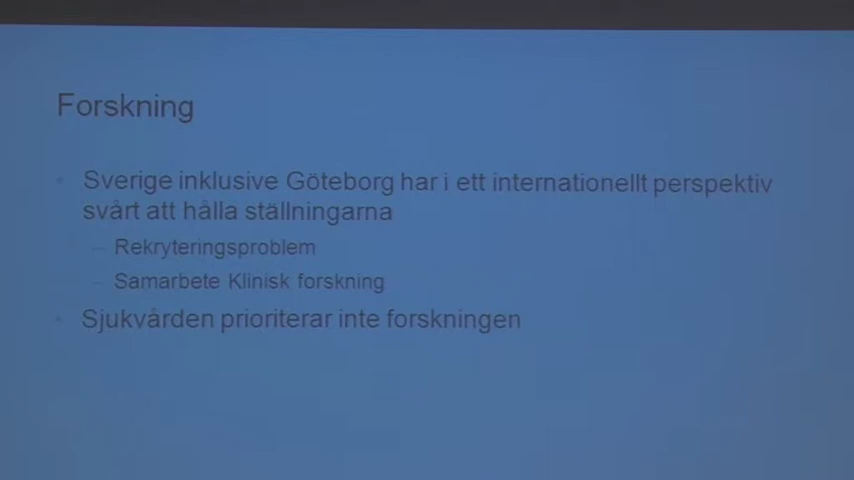 Forskning
• Sverige inklusive Göteborg har i ett internationellt perspektiv
svårt att hålla ställningarna
– Rekryteringsproblem
– Samarbete Klinisk forskning
• Sjukvården prioriterar inte forskningen